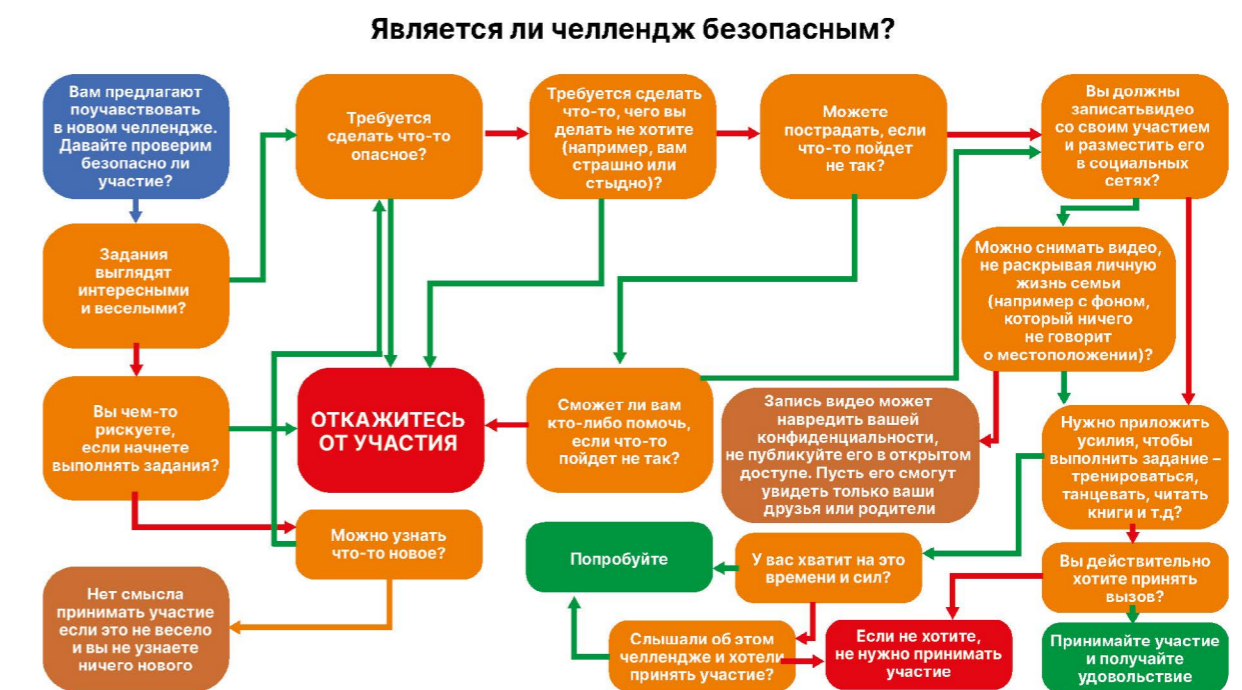 Является ли челлендж безопасным?
Вам предлагают
поучавствовать
в новом челлендже.
Давайте проверим
безопасно ли
участие?
Требуется
сделать что-то
опасное?
Требуется сделать
что-то, чего вы
делать не хотите
(например, вам
страшно или
стыдно)?
Можете
пострадать, если
что-то пойдет
не так?
Вы должны
записатьвидео
со своим участием
и разместить его
в социальных
сетях?
Задания
выглядят
интересными
и веселыми?
Можно снимать видео,
не раскрывая личную
жизнь семьи
(например с фоном,
который ничего
не говорит
о местоположении)?
Вы чем-то
рискуете,
если начнете
выполнять задания?
ОТКАЖИТЕСЬ
ОТ УЧАСТИЯ
Сможет ли вам
кто-либо помочь,
если что-то
пойдет не так?
Запись видео может
навредить вашей
конфиденциальности,
не публикуйте его в открытом
доступе. Пусть его смогут
увидеть только ваши
друзья или родители
Нужно приложить
усилия, чтобы
выполнить задание –
тренироваться,
танцевать, читать
книги и т.д?
Можно узнать
что-то новое?
Попробуйте
У вас хватит на это
времени и сил?
Вы действительно
хотите принять
вызов?
Нет смысла
принимать участие
если это не весело
и вы не узнаете
ничего нового
Слышали об этом
челлендже и хотели
принять участие?
Если не хотите,
не нужно принимать
участие
Принимайте участие
и получайте
удовольствие